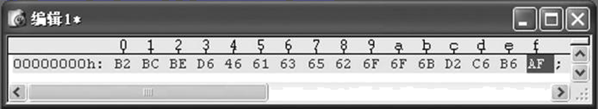 编辑1*
0 1 2 3 4 5 6 7 8 9 a b c d e f
00000000h: B2 BC BE D6 46 61 63 65 62 6F 6F 6B D2 C6 B6 AF ;